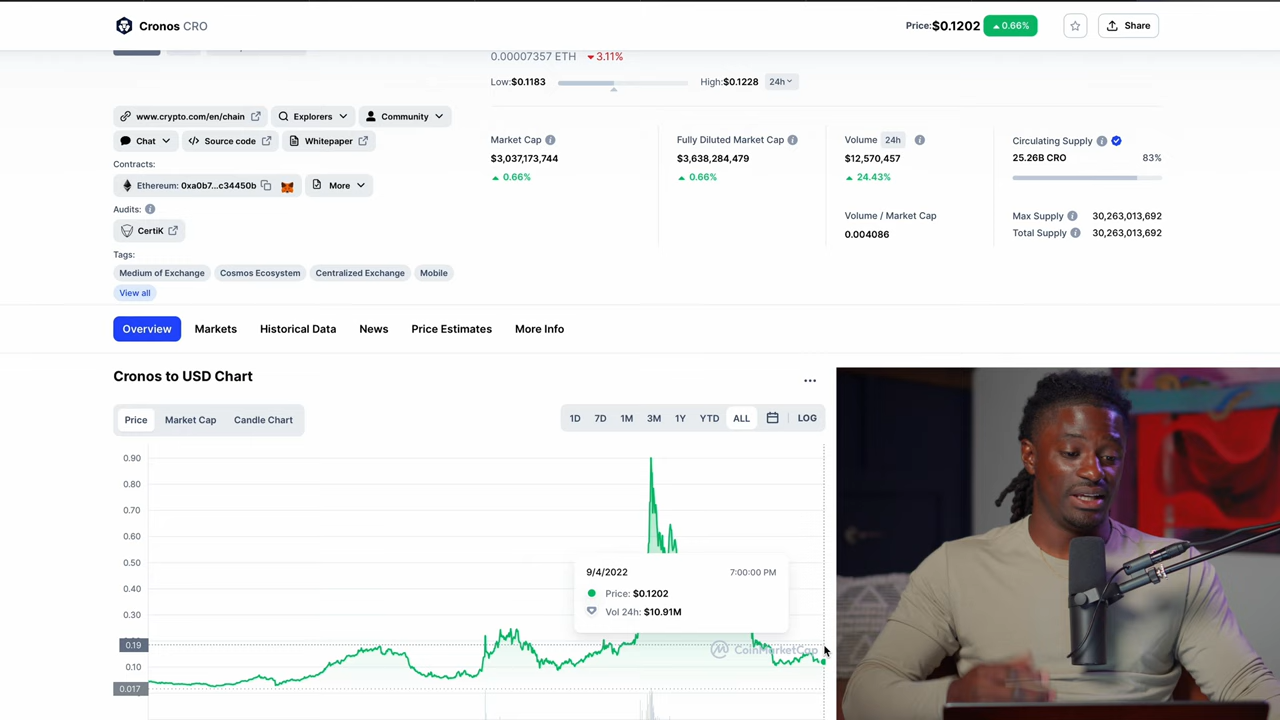 Cronos CRO
Price:$0.1202 0.66%
Share
0.00007357 ETH 3.11%
Low:$0.1183 High:$0.1228 24h
www.crypto.com/en/chain Explorers Community
Chat Source code Whitepaper
Contracts:
Ethereum: 0xa0b7...c34450b More
Audits:
CertiK
Tags:
Medium of Exchange Cosmos Ecosystem Centralized Exchange Mobile
View all
Market Cap
$3,037,173,744
0.66%
Fully Diluted Market Cap
$3,638,284,479
0.66%
Volume 24h
$12,570,457
24.43%
Volume / Market Cap
0.004086
Circulating Supply
25.26B CRO 83%
Max Supply 30,263,013,692
Total Supply 30,263,013,692
Overview Markets Historical Data News Price Estimates More Info
Cronos to USD Chart
Price Market Cap Candle Chart
1D 7D 1M 3M 1Y YTD ALL LOG
0.90
0.80
0.70
0.60
0.50
0.40
0.30
0.19
0.10
0.017
9/4/2022 7:00:00 PM
Price: $0.1202
Vol 24h: $10.91M
CoinMarketCap